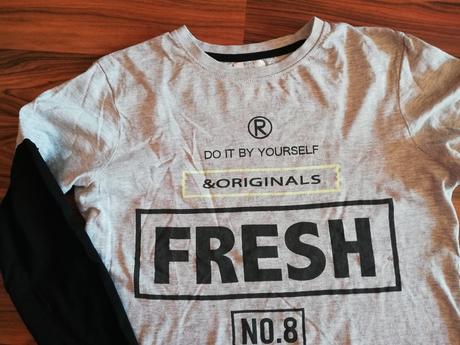 ®
DO IT BY YOURSELF
&ORIGINALS
FRESH
NO.8